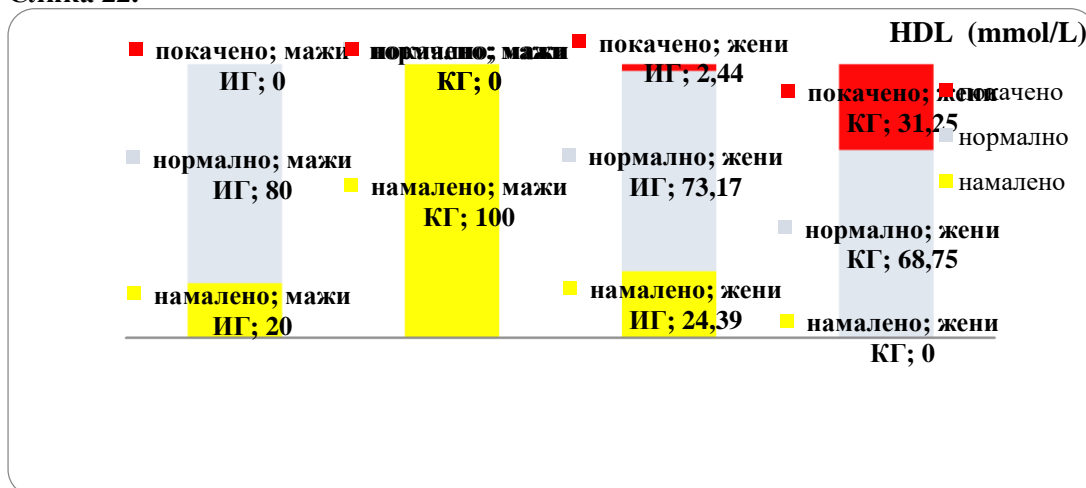 Слика 22:
HDL (mmol/L)
покачено; мажи
ИГ; 0
нормално; мажи
ИГ; 80
намалено; мажи
ИГ; 20
нормално; мажи
КГ; 0
намалено; мажи
КГ; 100
покачено; жени
ИГ; 2,44
нормално; жени
ИГ; 73,17
намалено; жени
ИГ; 24,39
покачено; жени
КГ; 31,25
нормално; жени
КГ; 68,75
намалено; жени
КГ; 0
покачено
нормално
намалено